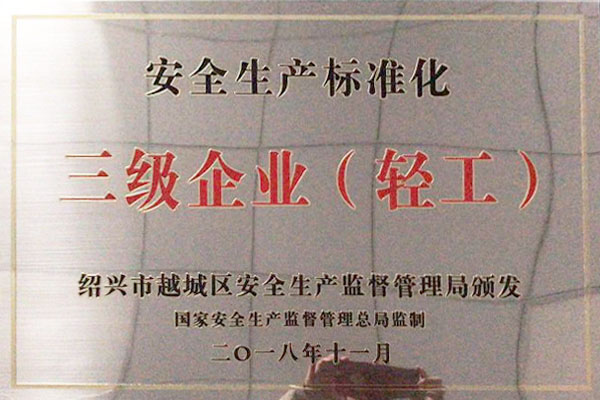 安全生产标准化
三级企业（轻工）
绍兴市越城区安全生产监督管理局颁发
国家安全生产监督管理总局监制
二〇一八年十一月